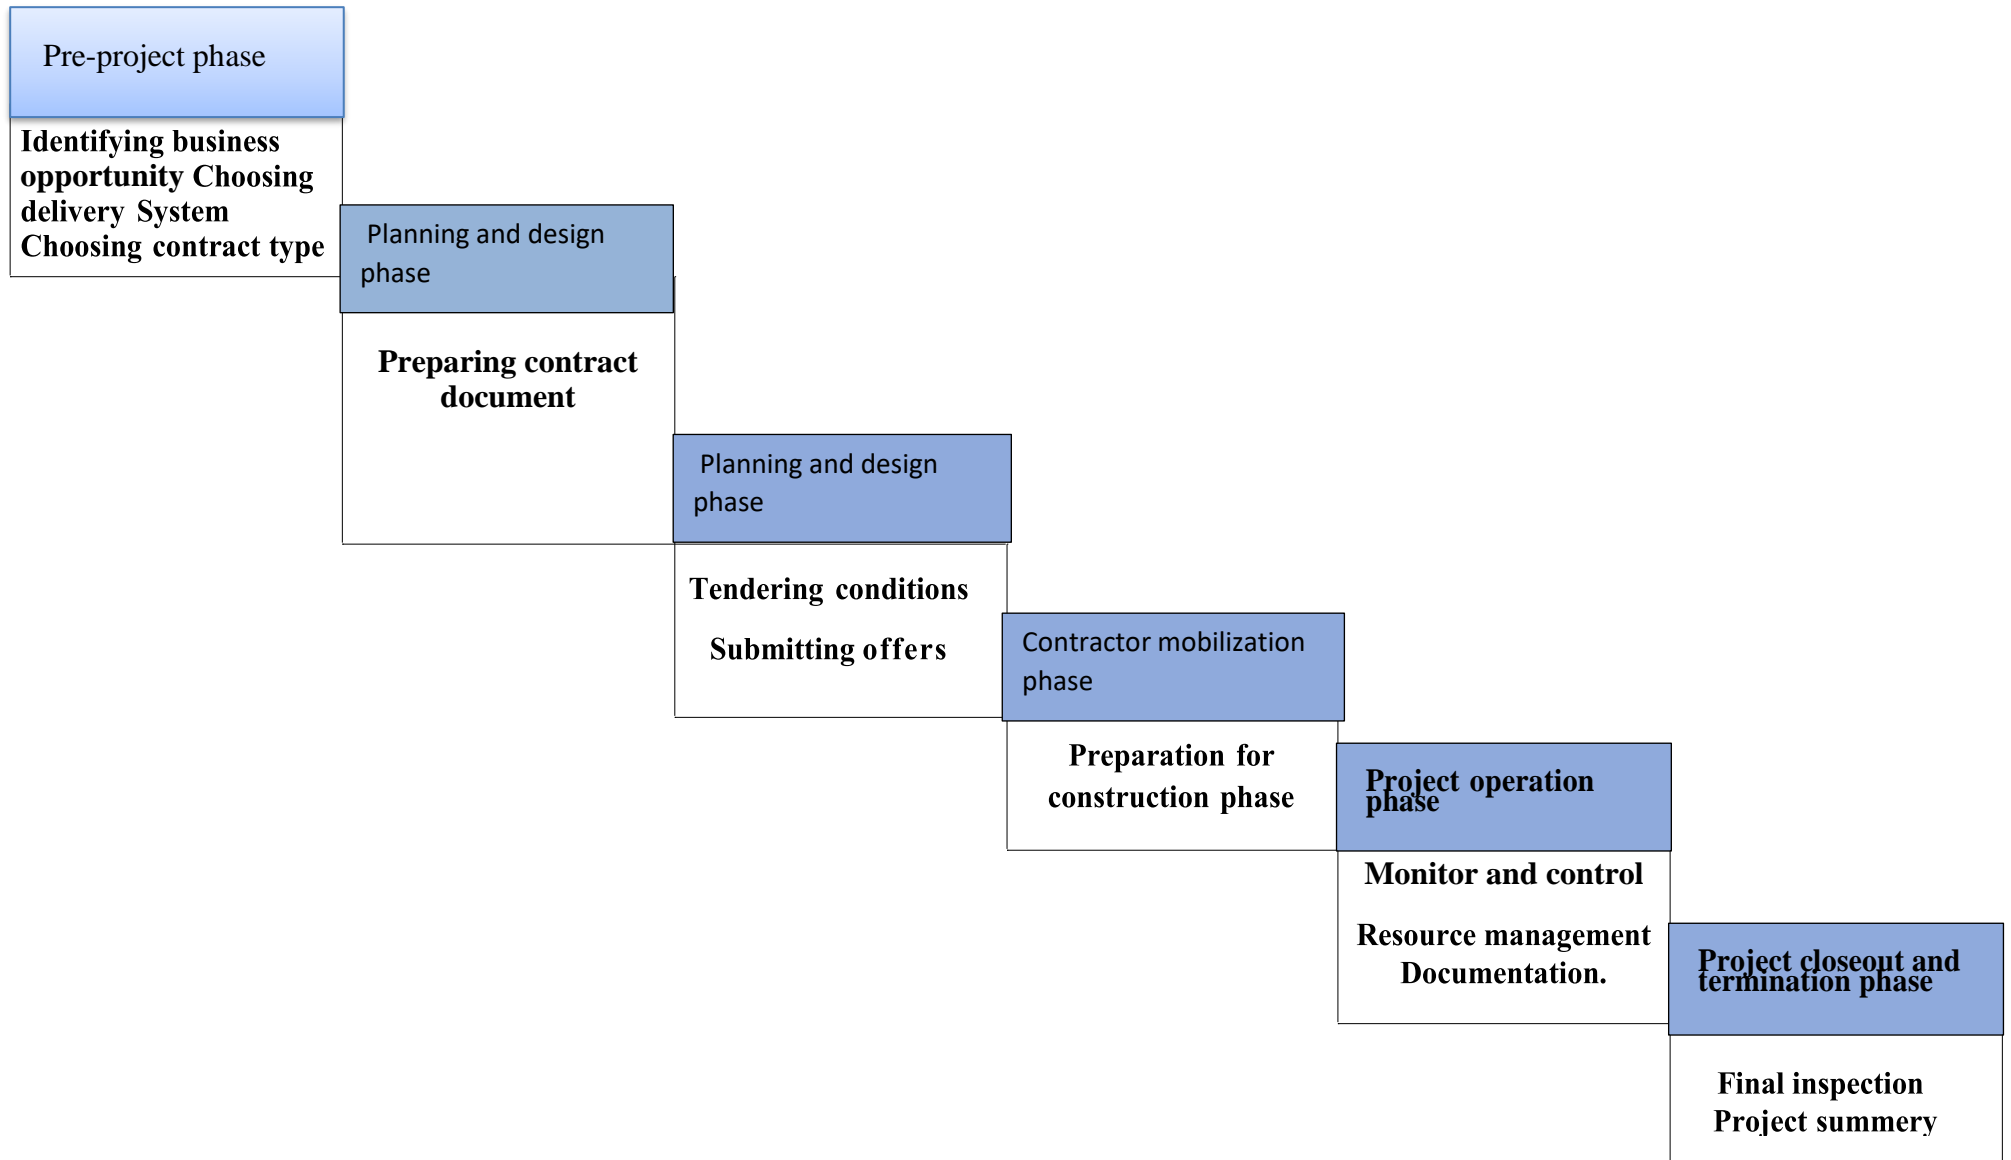 Pre-project phase
Identifying business
opportunity Choosing
delivery System
Choosing contract type
Planning and design
phase
Preparing contract
document
Planning and design
phase
Tendering conditions
Submitting offers
Contractor mobilization
phase
Preparation for
construction phase
Project operation
phase
Monitor and control
Resource management
Documentation.
Project closeout and
termination phase
Final inspection
Project summery